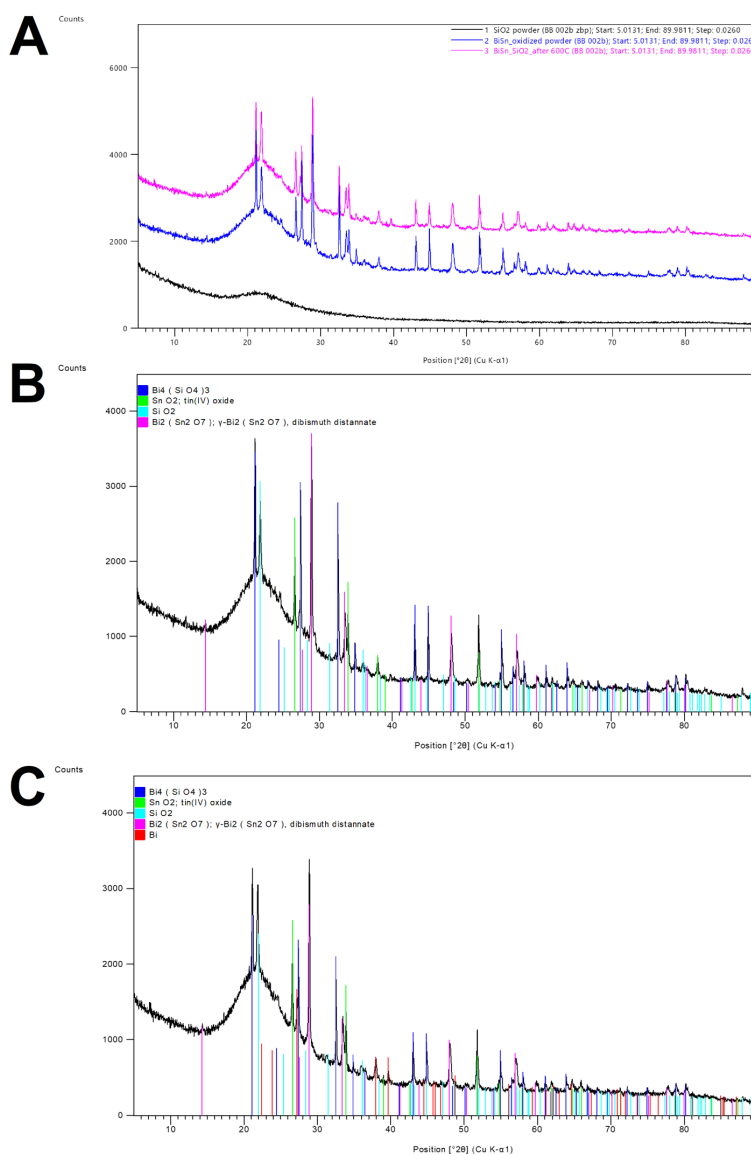 A
Counts
1 SiO2 powder (BB 002b zbp); Start: 5.0131; End: 89.9811; Step: 0.0260
2 BiSn_oxidized powder (BB 002b); Start: 5.0131; End: 89.9811; Step: 0.026
3 BiSn_SiO2_after 600C (BB 002b); Start: 5.0131; End: 89.9811; Step: 0.02
6000
4000
2000
0
10 20 30 40 50 60 70 80
Position [°2θ] (Cu K-α1)
B
Counts
Bi4 ( Si O4 )3
Sn O2; tin(IV) oxide
Si O2
Bi2 ( Sn2 O7 ); γ-Bi2 ( Sn2 O7 ), dibismuth distannate
4000
3000
2000
1000
0
10 20 30 40 50 60 70 80
Position [°2θ] (Cu K-α1)
C
Counts
Bi4 ( Si O4 )3
Sn O2; tin(IV) oxide
Si O2
Bi2 ( Sn2 O7 ); γ-Bi2 ( Sn2 O7 ), dibismuth distannate
Bi
4000
3000
2000
1000
0
10 20 30 40 50 60 70 80
Position [°2θ] (Cu K-α1)